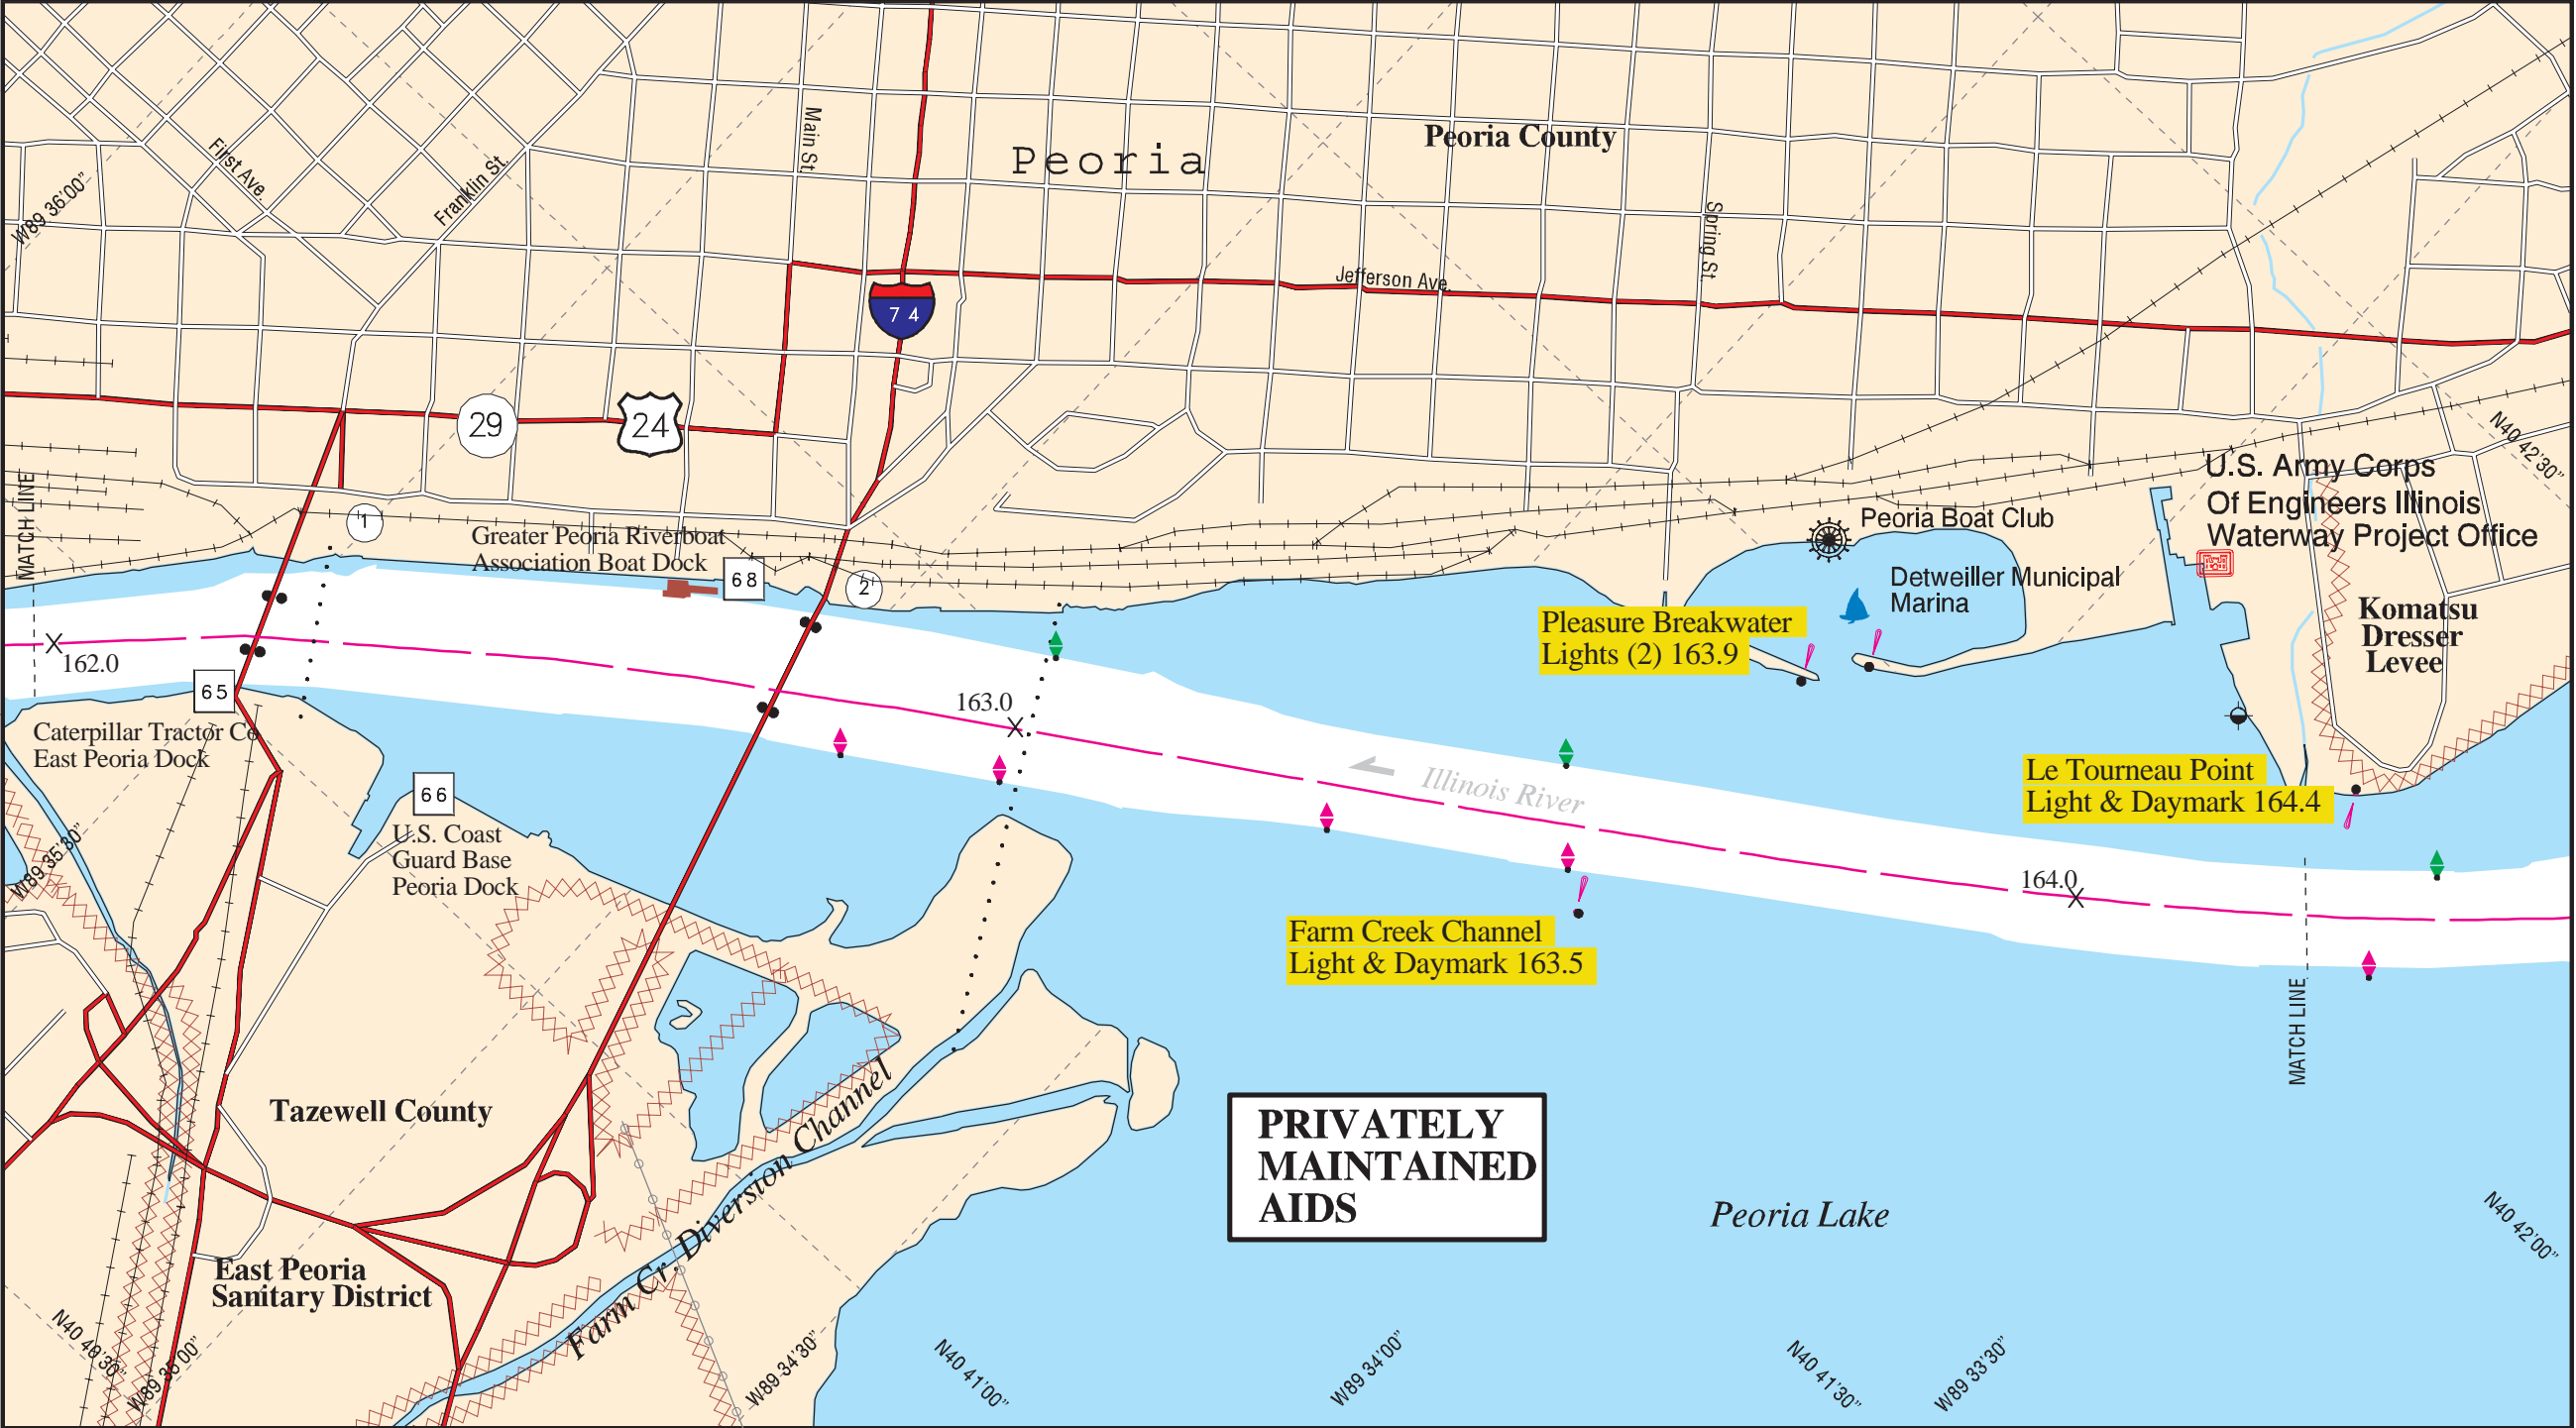 Main St.
First Ave.
Franklin St.
Peoria
Peoria County
W89 36'00"
Spring St.
Jefferson Ave.
74
29
24
N40 42'30"
MATCH LINE
1
Greater Peoria Riverboat
Association Boat Dock
68
2
Peoria Boat Club
U.S. Army Corps
Of Engineers Illinois
Waterway Project Office
Detweiller Municipal
Marina
Pleasure Breakwater
Lights (2) 163.9
Komatsu
Dresser
Levee
162.0
65
163.0
Caterpillar Tractor Co
East Peoria Dock
66
U.S. Coast
Guard Base
Peoria Dock
Illinois River
Le Tourneau Point
Light & Daymark 164.4
W89 35'30"
164.0
Farm Creek Channel
Light & Daymark 163.5
MATCH LINE
Tazewell County
Farm Cr. Diversion Channel
PRIVATELY
MAINTAINED
AIDS
Peoria Lake
East Peoria
Sanitary District
N40 42'00"
N40 40'30"
W89 35'00"
W89 34'30"
N40 41'00"
W89 34'00"
N40 41'30"
W89 33'30"